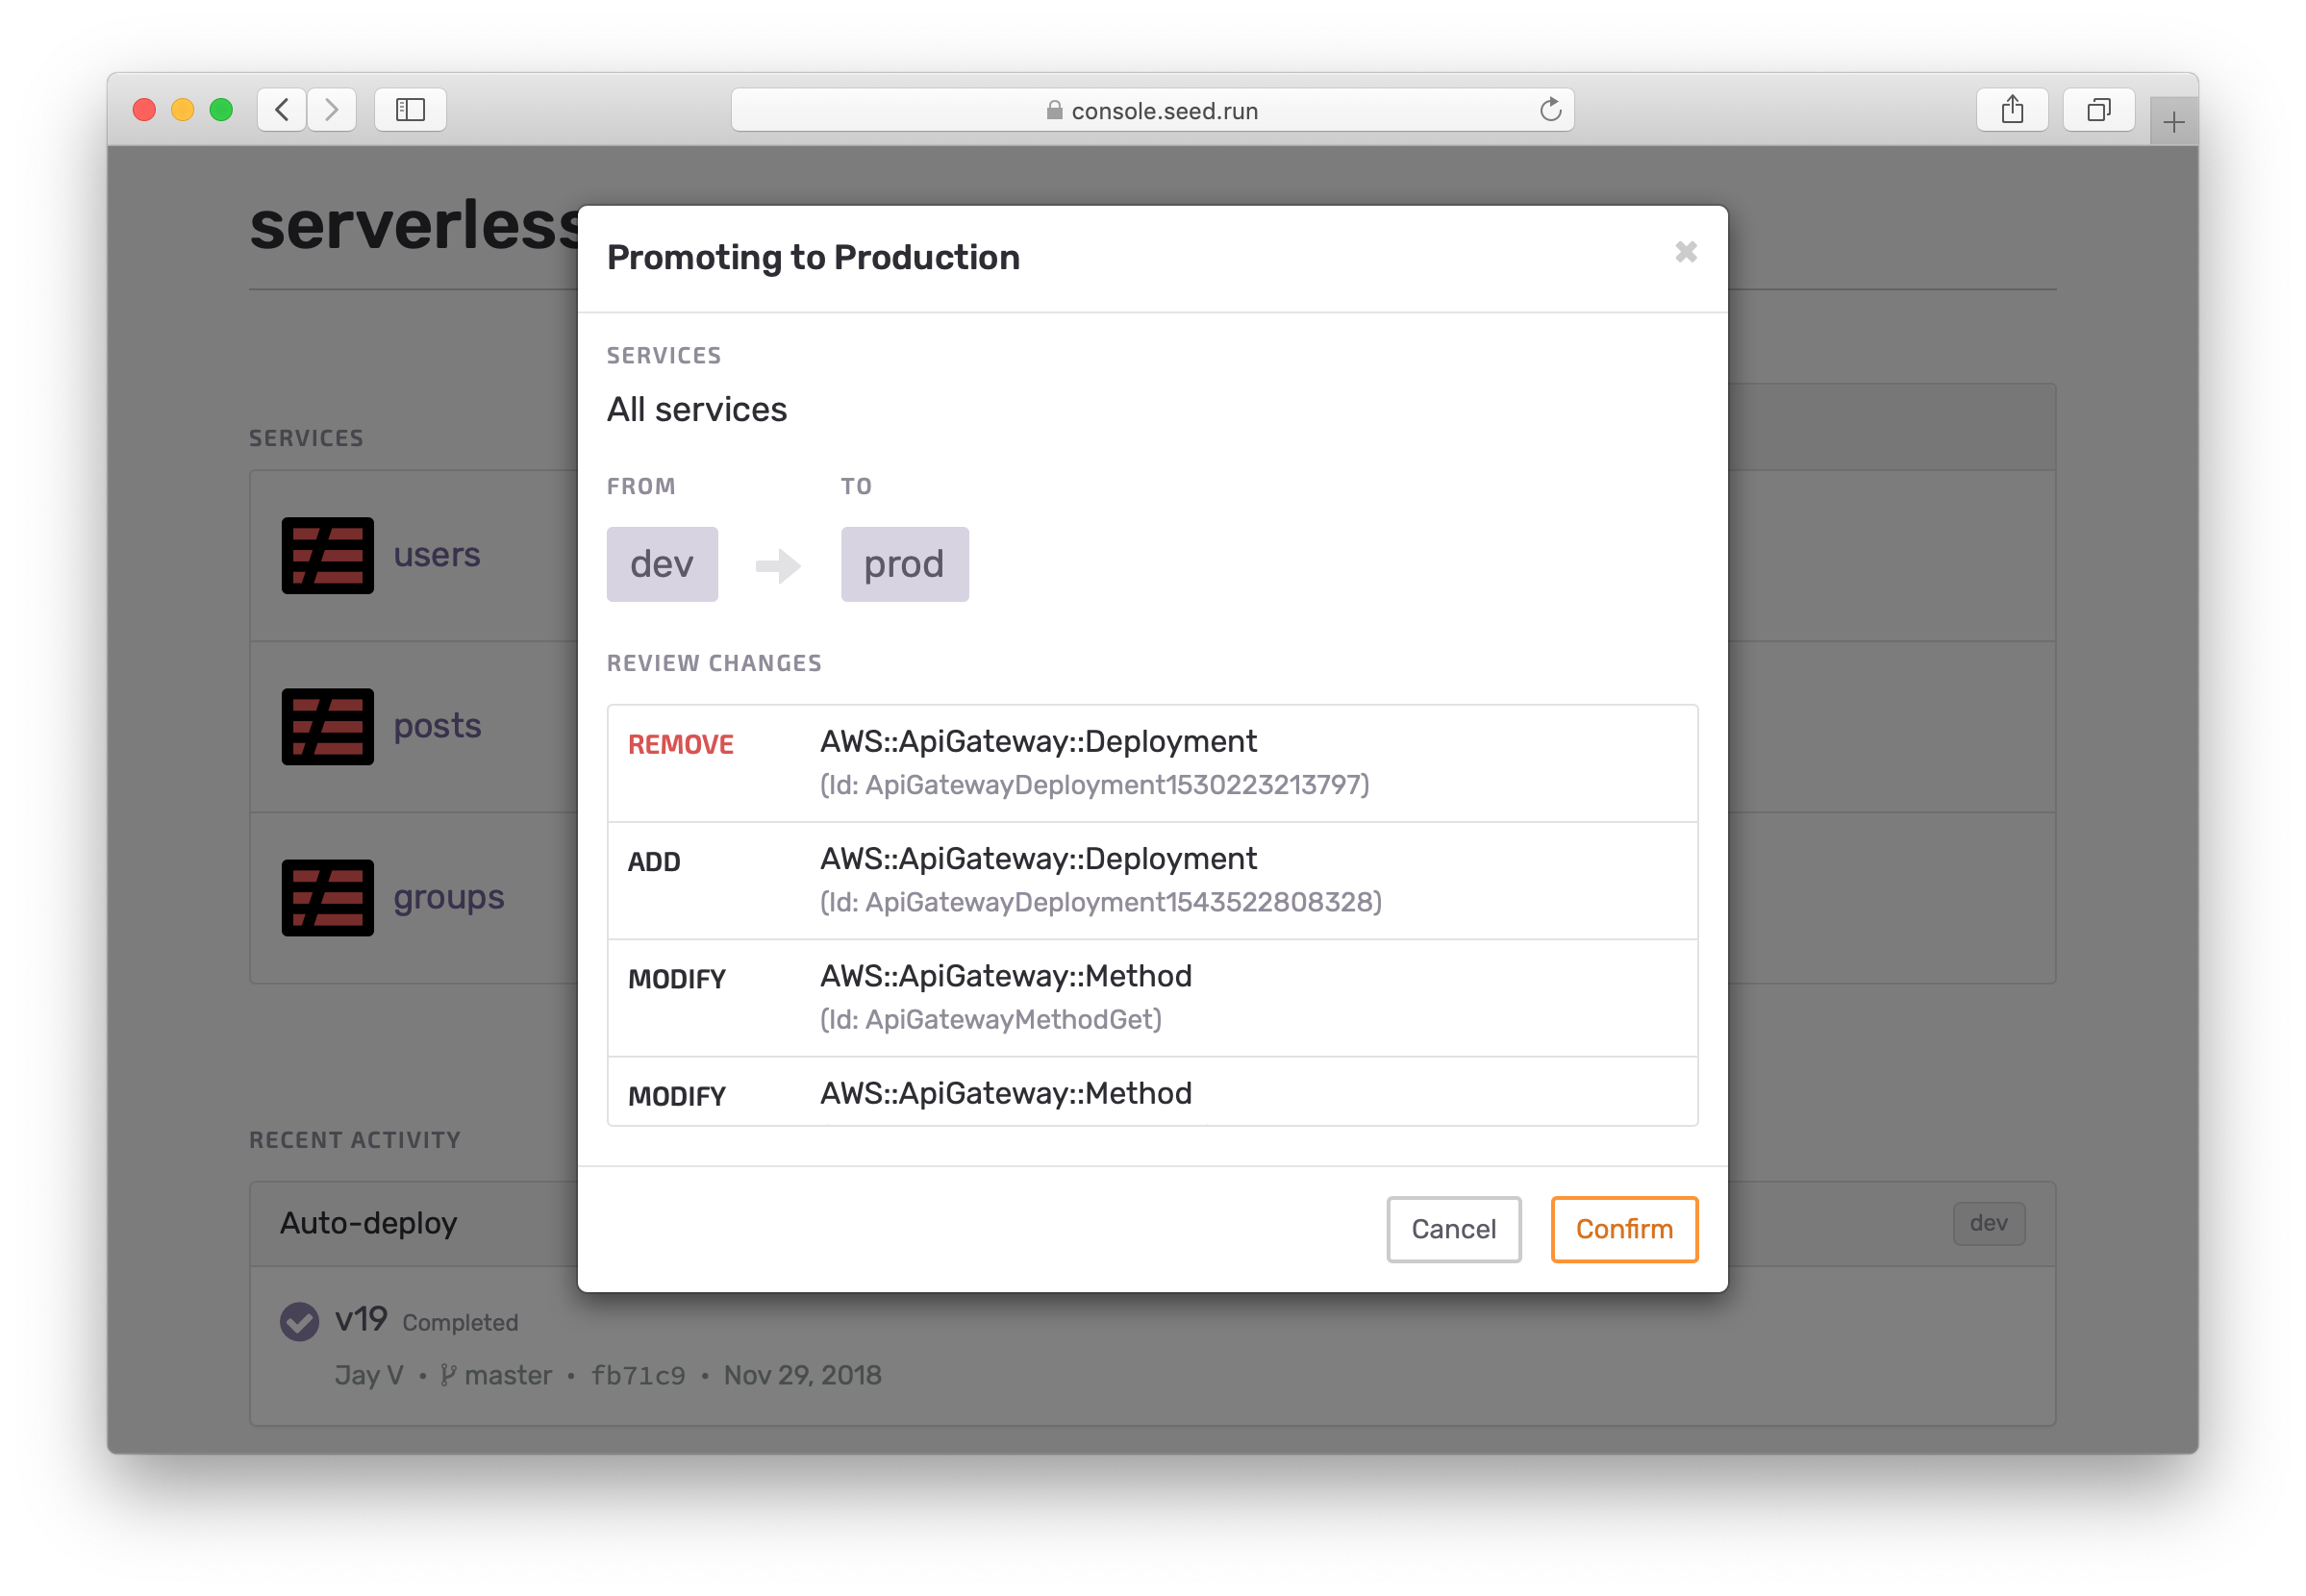 console.seed.run
serverless
Promoting to Production
SERVICES
All services
FROM
TO
dev
prod
REVIEW CHANGES
REMOVE
AWS::ApiGateway::Deployment
(Id: ApiGatewayDeployment1530223213797)
ADD
AWS::ApiGateway::Deployment
(Id: ApiGatewayDeployment1543522808328)
MODIFY
AWS::ApiGateway::Method
(Id: ApiGatewayMethodGet)
MODIFY
AWS::ApiGateway::Method
Cancel
Confirm
SERVICES
users
posts
groups
RECENT ACTIVITY
Auto-deploy
dev
v19 Completed
Jay V • master • fb71c9 • Nov 29, 2018